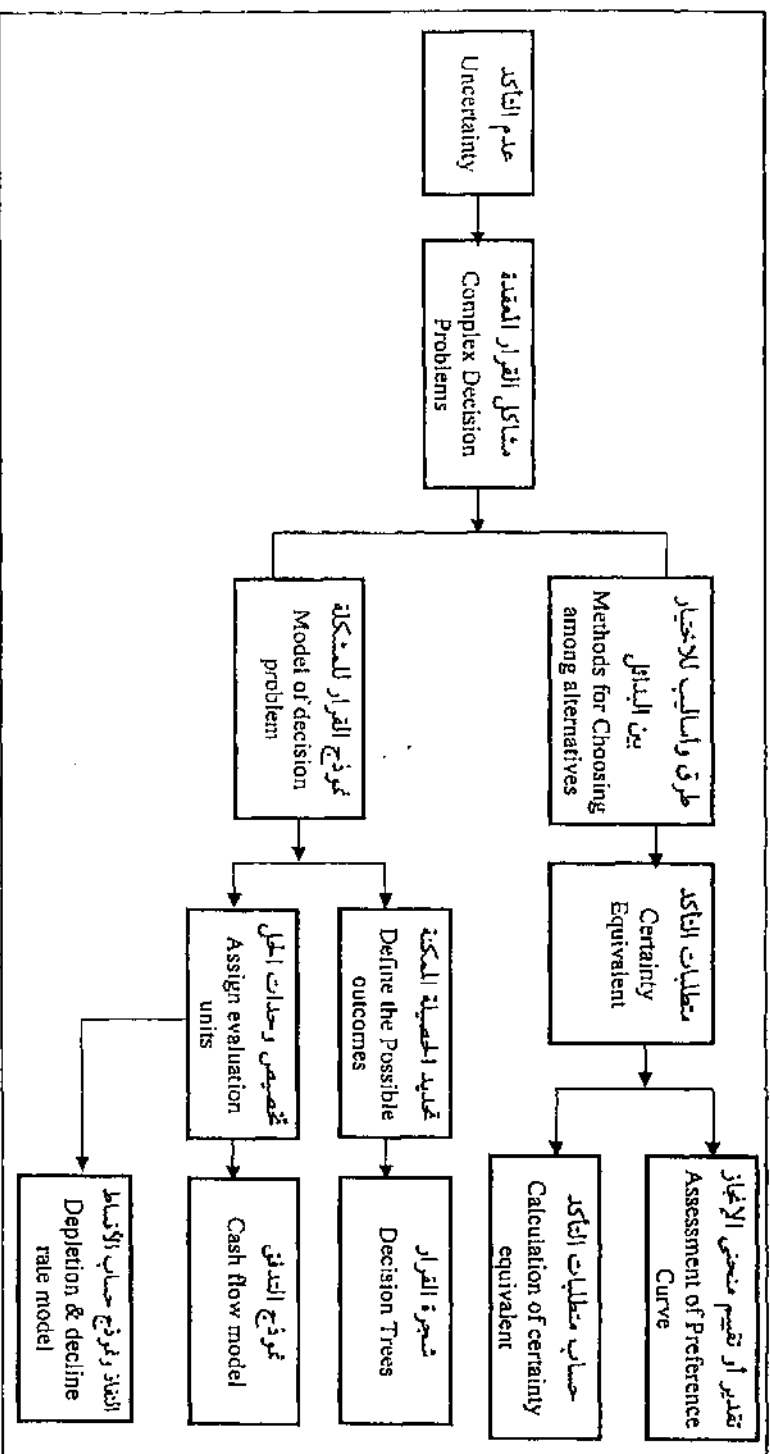 عدم التأكد
Uncertainty
مشاكل القرار المعقدة
Complex Decision
Problems
طرق وأساليب للاختيار
بين البدائل
Methods for Choosing
among alternatives
متطلبات التأكد
Certainty
Equivalent
تقدير أو تقييم منحنى الإنجاز
Assessment of Preference
Curve
حساب متطلبات التأكد
Calculation of certainty
equivalent
نموذج القرار للمشكلة
Model of decision
problem
تحديد الحصيلة الممكنة
Define the Possible
outcomes
شجرة القرار
Decision Trees
تخصيص وحدات الحل
Assign evaluation
units
نموذج التدفق
Cash flow model
النفاذ ونموذج حساب الأقساط
Depletion & decline
rate model